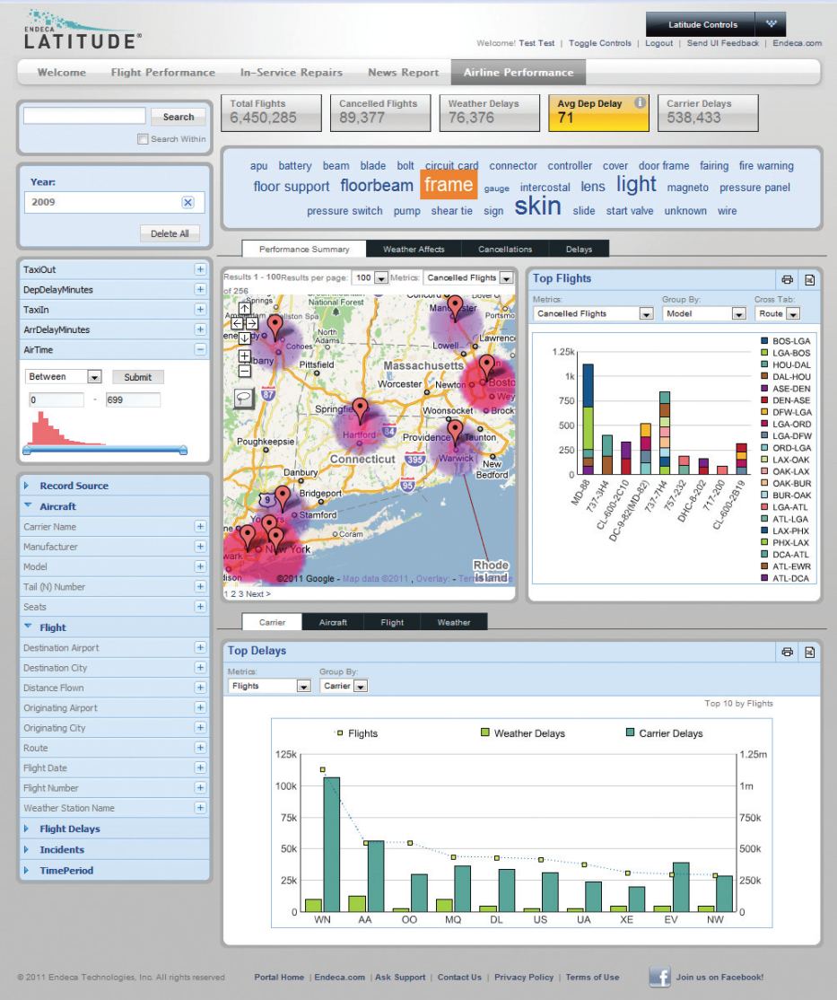 ENDECA
LATITUDE®
Latitude Controls
Welcome! Test Test | Toggle Controls | Logout | Send UI Feedback | Endeca.com
Welcome
Flight Performance
In-Service Repairs
News Report
Airline Performance
Search
Search Within
Total Flights
6,450,285
Cancelled Flights
89,377
Weather Delays
76,376
Avg Dep Delay
71
Carrier Delays
538,433
Year:
2009
Delete All
apu battery beam blade bolt circuit card connector controller cover door frame fairing fire warning
floor support floorbeam frame gauge intercostal lens light magneto pressure panel
pressure switch pump shear tie sign skin slide start valve unknown wire
Performance Summary
Weather Affects
Cancellations
Delays
TaxiOut
DepDelayMinutes
TaxiIn
ArrDelayMinutes
AirTime
Between
Submit
0 - 699
Record Source
Aircraft
Carrier Name
Manufacturer
Model
Tail (N) Number
Seats
Flight
Destination Airport
Destination City
Distance Flown
Originating Airport
Originating City
Route
Flight Date
Flight Number
Weather Station Name
Flight Delays
Incidents
TimePeriod
Results 1 - 100Results per page: 100 Metrics: Cancelled Flights
of 256
Springs
National Forest
Concord
Dover
Manchester
Portsmo
Amsterdam
Ballston Spa
North
Adams
Cohoes
Albany
Pittsfield
Lowell
Lawrenc
Massachusetts
Worcester
Newton
Bosto
Wey
Springfie
Woonsocket
Brock
87
Hartford
84
Providence
Taunton
Poughkeepsie
Connecticut
395
Warwick
New
Bedford
Danbury
95
9
Bridgeport
Stamford
Yonkers
Coram
New York
wark
dison
Rhode
Island
©2011 Google - Map data ©2011 , Overlay: - Terms
1 2 3 Next >
Top Flights
Metrics:
Cancelled Flights
Group By:
Model
Cross Tab:
Route
1.25k
1k
750
500
250
0
MD-88
737-3H4
CL-600-2C10
DC-9-82(MD-82)
737-7H4
757-232
DHC-8-202
717-200
CL-600-2B19
BOS-LGA
LGA-BOS
HOU-DAL
DAL-HOU
ASE-DEN
DEN-ASE
DFW-LGA
LGA-ORD
LGA-DFW
ORD-LGA
LAX-OAK
OAK-LAX
OAK-BUR
BUR-OAK
LGA-ATL
ATL-LGA
LAX-PHX
PHX-LAX
DCA-ATL
ATL-EWR
ATL-DCA
Carrier
Aircraft
Flight
Weather
Top Delays
Metrics:
Flights
Group By:
Carrier
Top 10 by Flights
Flights
Weather Delays
Carrier Delays
125k
100k
75k
50k
25k
0
1.25m
1m
750k
500k
250k
0
WN AA OO MQ DL US UA XE EV NW
© 2011 Endeca Technologies, Inc. All rights reserved
Portal Home | Endeca.com | Ask Support | Contact Us | Privacy Policy | Terms of Use
f
Join us on Facebook!